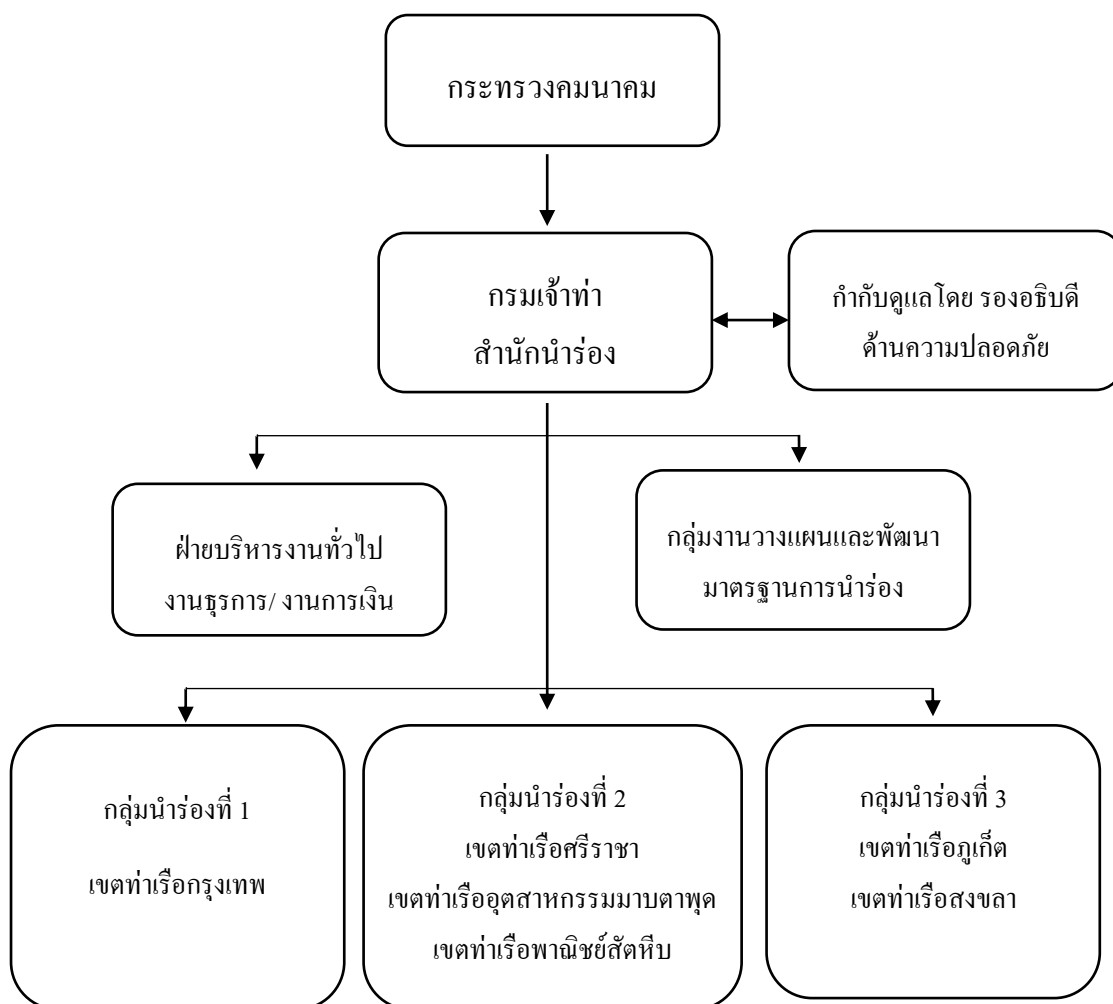 กระทรวงคมนาคม
กรมเจ้าท่า
สำนักนำร่อง
กำกับดูแลโดย รองอธิบดี
ด้านความปลอดภัย
ฝ่ายบริหารงานทั่วไป
งานธุรการ/ งานการเงิน
กลุ่มงานวางแผนและพัฒนา
มาตรฐานการนำร่อง
กลุ่มนำร่องที่ 1
เขตท่าเรือกรุงเทพ
กลุ่มนำร่องที่ 2
เขตท่าเรือศรีราชา
เขตท่าเรืออุตสาหกรรมมาบตาพุด
เขตท่าเรือพาณิชย์สัตหีบ
กลุ่มนำร่องที่ 3
เขตท่าเรือภูเก็ต
เขตท่าเรือสงขลา